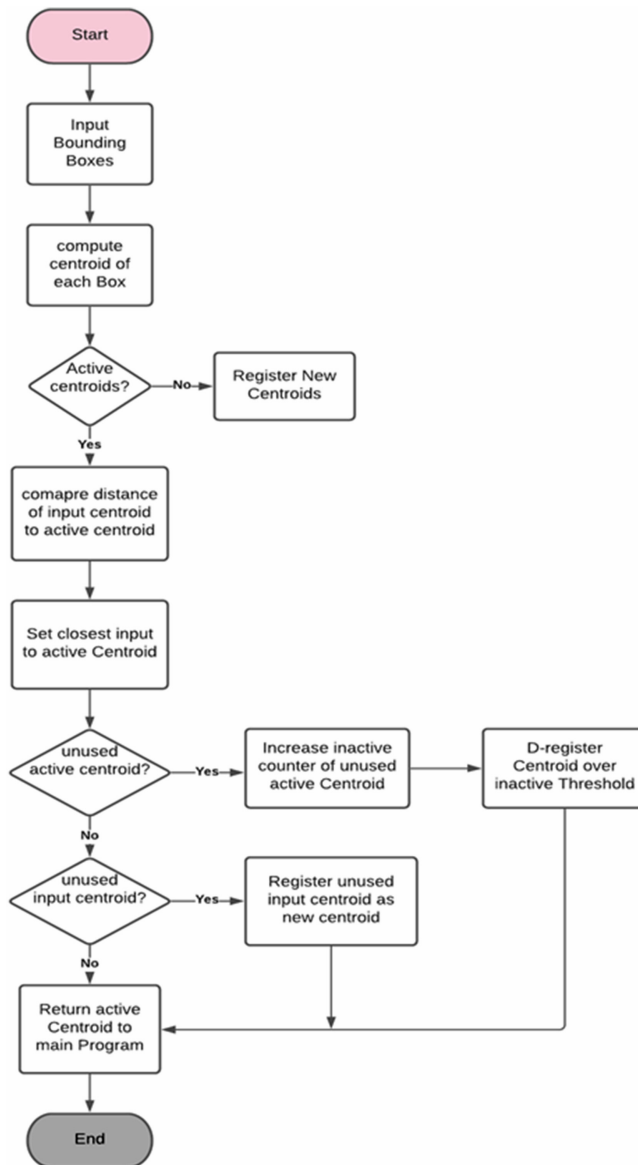 Start
Input
Bounding
Boxes
compute
centroid of
each Box
Active
centroids?
No
Register New
Centroids
Yes
comapre distance
of input centroid
to active centroid
Set closest input
to active Centroid
unused
active centroid?
Yes
Increase inactive
counter of unused
active Centroid
D-register
Centroid over
inactive Threshold
No
unused
input centroid?
Yes
Register unused
input centroid as
new centroid
No
Return active
Centroid to
main Program
End